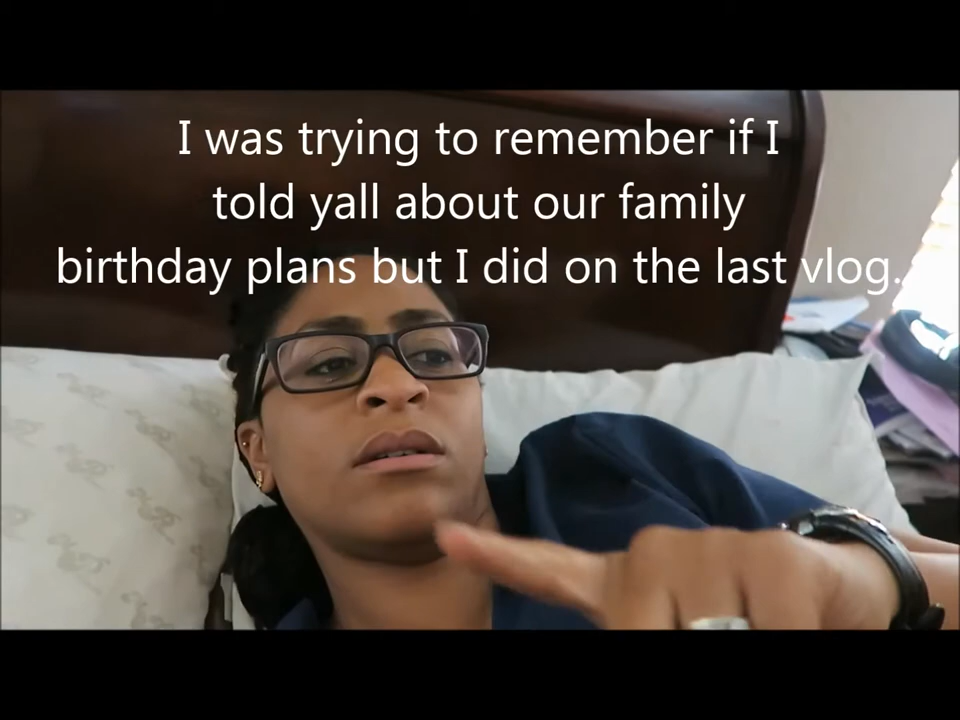 I was trying to remember if I
told yall about our family
birthday plans but I did on the last vlog.